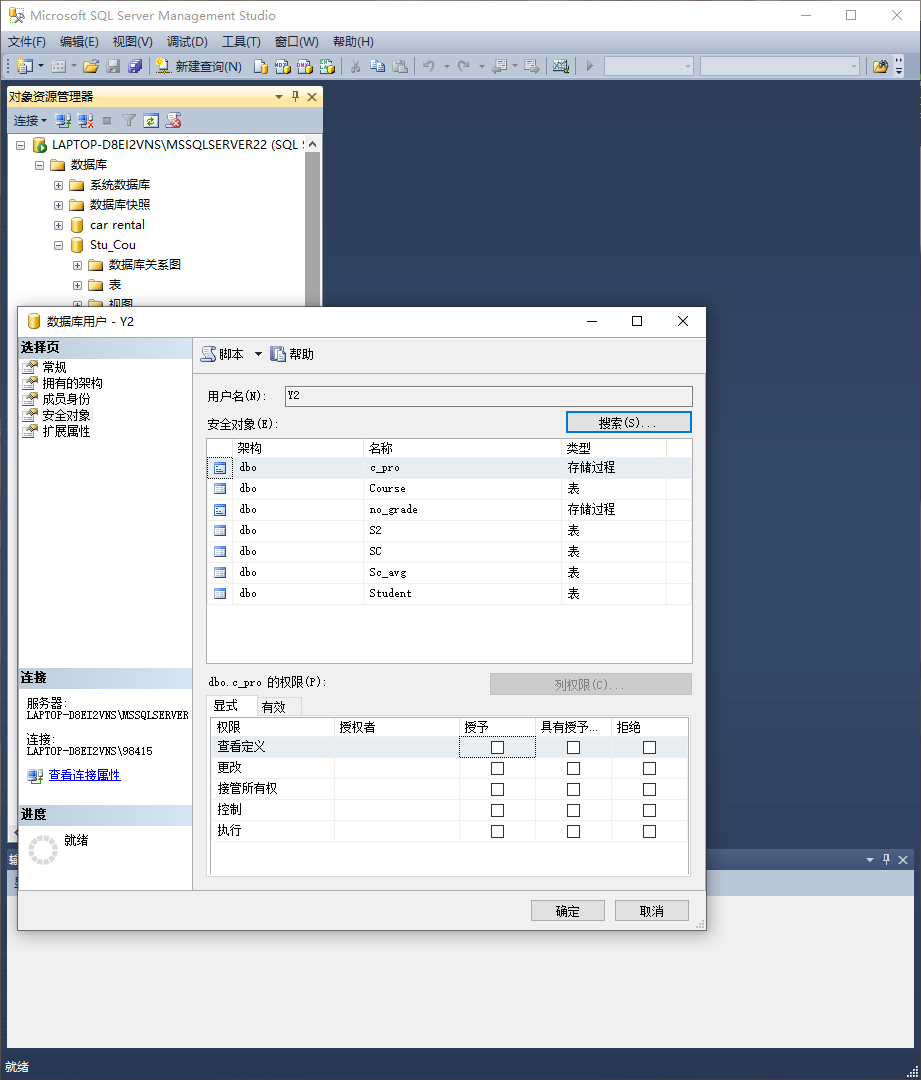 Microsoft SQL Server Management Studio
文件(F) 编辑(E) 视图(V) 调试(D) 工具(T) 窗口(W) 帮助(H)
新建查询(N)
对象资源管理器
连接
LAPTOP-D8EI2VNS\MSSQLSERVER22 (SQL
数据库
系统数据库
数据库快照
car rental
Stu_Cou
数据库关系图
表
视图
数据库用户 - Y2
选择页
常规
拥有的架构
成员身份
安全对象
扩展属性
脚本 帮助
用户名(N): Y2
安全对象(E): 搜索(S)...
架构 名称 类型
dbo c_pro 存储过程
dbo Course 表
dbo no_grade 存储过程
dbo S2 表
dbo SC 表
dbo Sc_avg 表
dbo Student 表
连接
服务器:
LAPTOP-D8EI2VNS\MSSQLSERVER
连接:
LAPTOP-D8EI2VNS\98415
查看连接属性
进度
就绪
dbo.c_pro 的权限(P): 列权限(C)...
显式 有效
权限 授权者 授予 具有授予... 拒绝
查看定义
更改
接管所有权
控制
执行
确定 取消
就绪